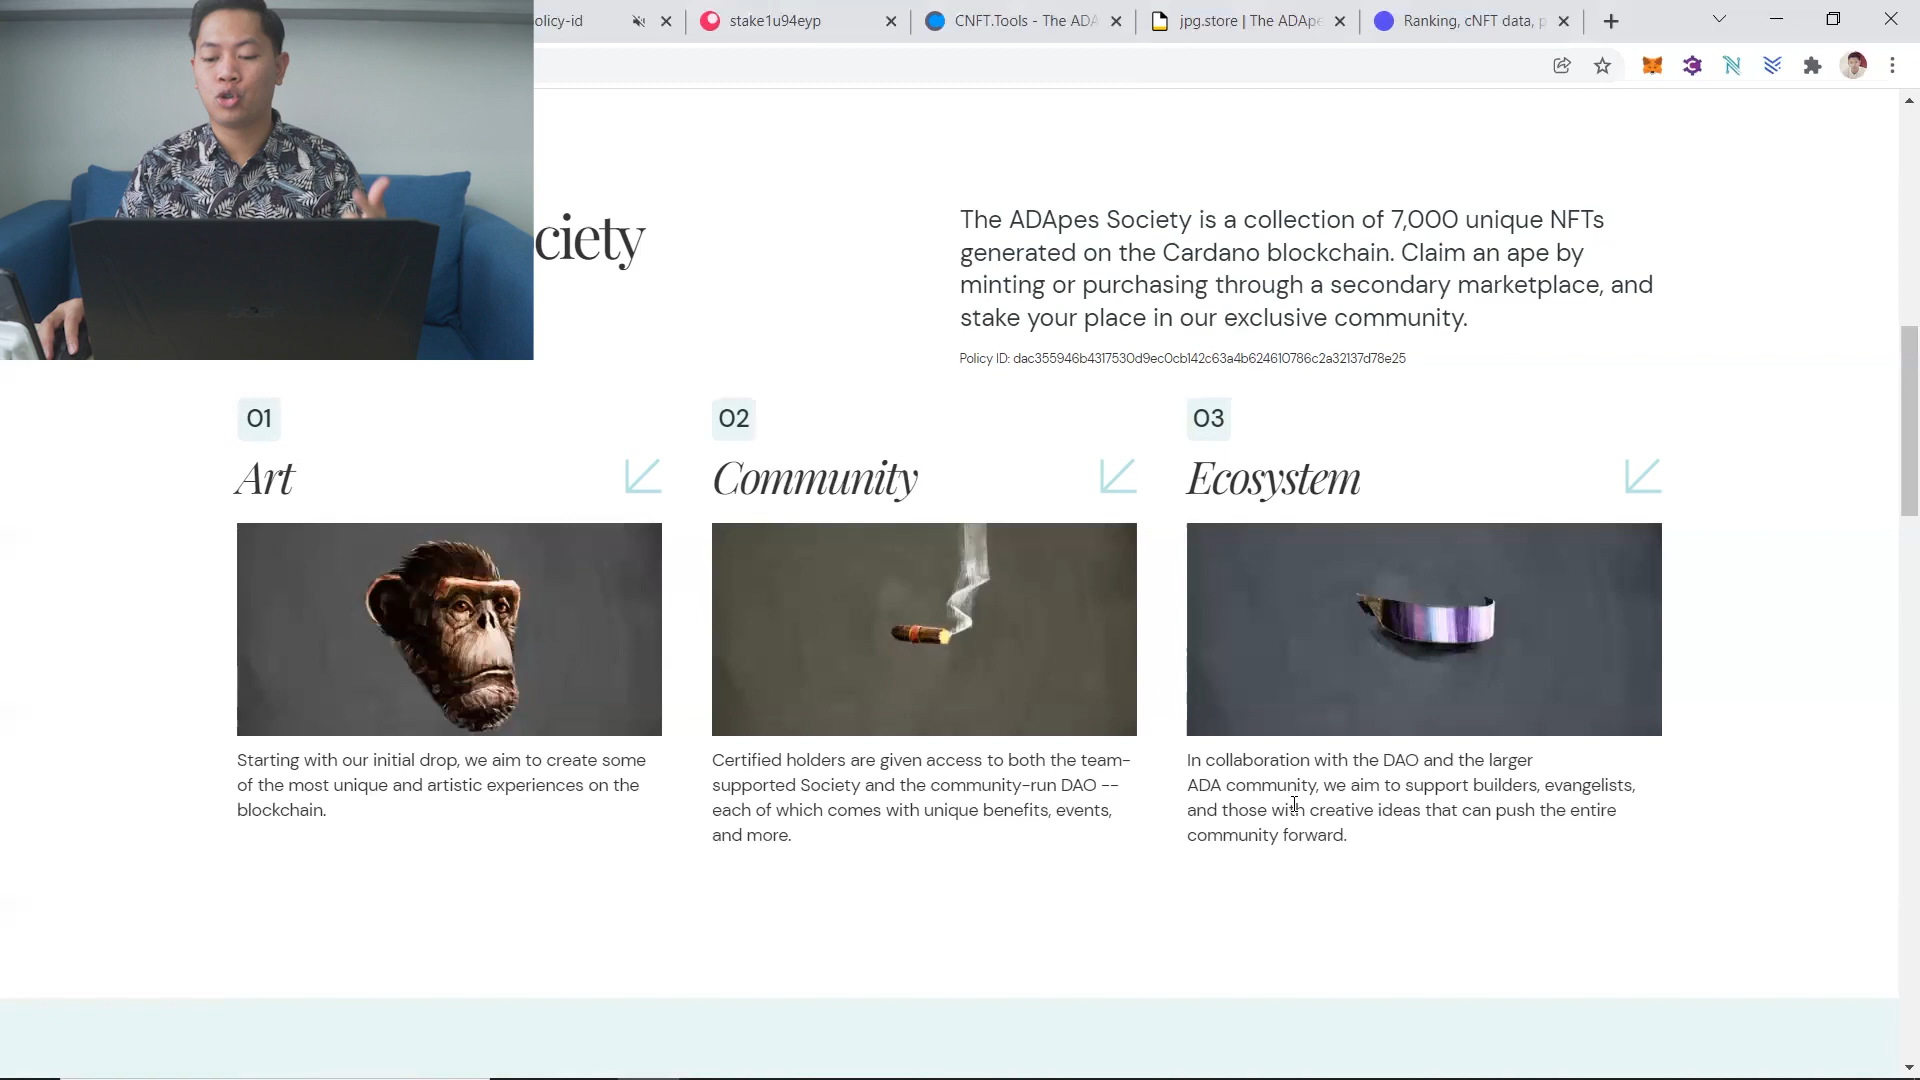 olicy-id
stake1u94eyp
CNFT.Tools - The ADA
jpg.store | The ADApe
Ranking, cNFT data, p
ciety
The ADApes Society is a collection of 7,000 unique NFTs
generated on the Cardano blockchain. Claim an ape by
minting or purchasing through a secondary marketplace, and
stake your place in our exclusive community.
Policy ID: dac355946b4317530d9ec0cb142c63a4b624610786c2a32137d78e25
01
Art
Starting with our initial drop, we aim to create some
of the most unique and artistic experiences on the
blockchain.
02
Community
Certified holders are given access to both the team-
supported Society and the community-run DAO --
each of which comes with unique benefits, events,
and more.
03
Ecosystem
In collaboration with the DAO and the larger
ADA community, we aim to support builders, evangelists,
and those with creative ideas that can push the entire
community forward.